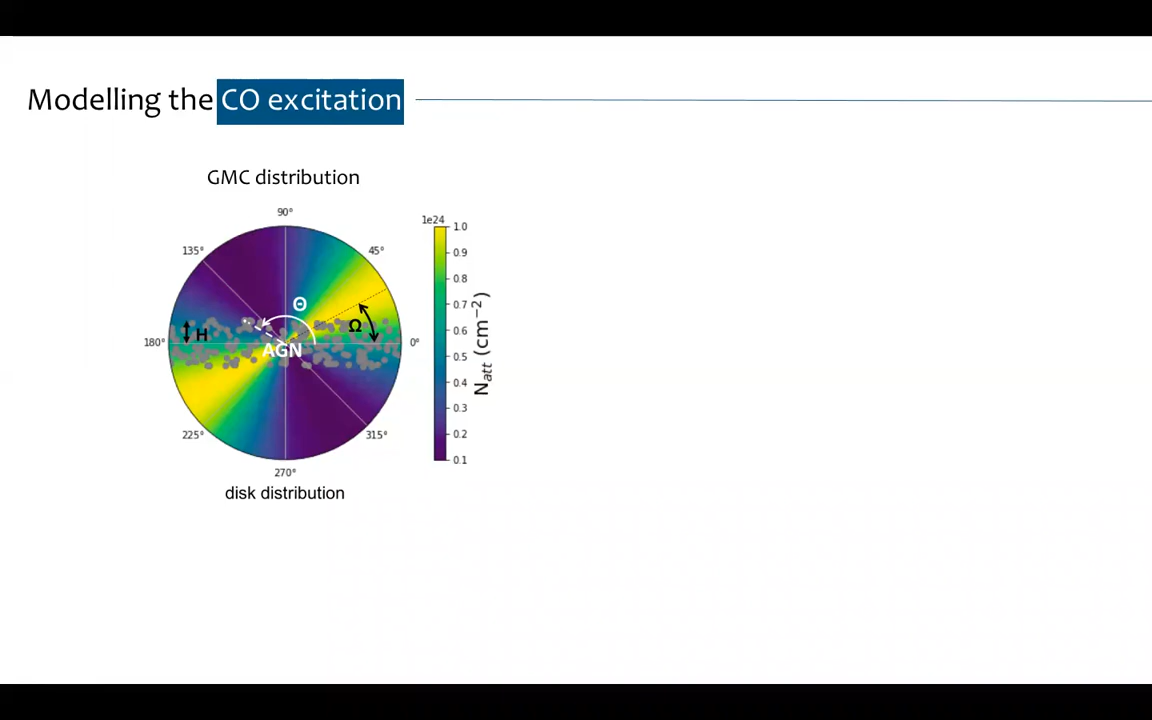 Modelling the CO excitation
GMC distribution
90°
135°
45°
Θ
Ω
H
180°
AGN
0°
225°
315°
270°
disk distribution
1e24
1.0
0.9
0.8
0.7
0.6
0.5
0.4
0.3
0.2
0.1
N_att (cm⁻²)